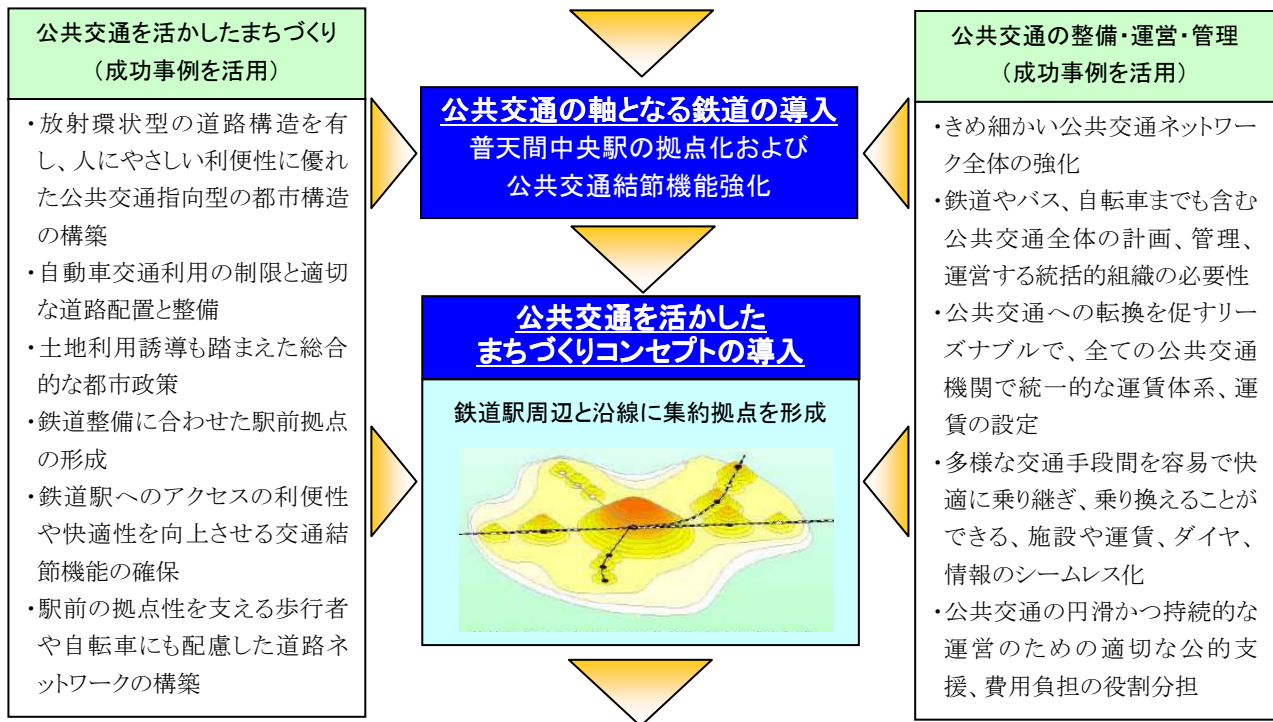 公共交通を活かしたまちづくり
(成功事例を活用)
・放射環状型の道路構造を有
し、人にやさしい利便性に優れ
た公共交通指向型の都市構造
の構築
・自動車交通利用の制限と適切
な道路配置と整備
・土地利用誘導も踏まえた総合
的な都市政策
・鉄道整備に合わせた駅前拠点
の形成
・鉄道駅へのアクセスの利便性
や快適性を向上させる交通結
節機能の確保
・駅前の拠点性を支える歩行者
や自転車にも配慮した道路ネ
ットワークの構築
公共交通の軸となる鉄道の導入
普天間中央駅の拠点化および
公共交通結節機能強化
公共交通を活かした
まちづくりコンセプトの導入
鉄道駅周辺と沿線に集約拠点を形成
公共交通の整備・運営・管理
(成功事例を活用)
・きめ細かい公共交通ネットワー
ク全体の強化
・鉄道やバス、自転車までも含む
公共交通全体の計画、管理、
運営する統括的組織の必要性
・公共交通への転換を促すリー
ズナブルで、全ての公共交通
機関で統一的な運賃体系、運
賃の設定
・多様な交通手段間を容易で快
適に乗り継ぎ、乗り換えることが
できる、施設や運賃、ダイヤ、
情報のシームレス化
・公共交通の円滑かつ持続的な
運営のための適切な公的支
援、費用負担の役割分担